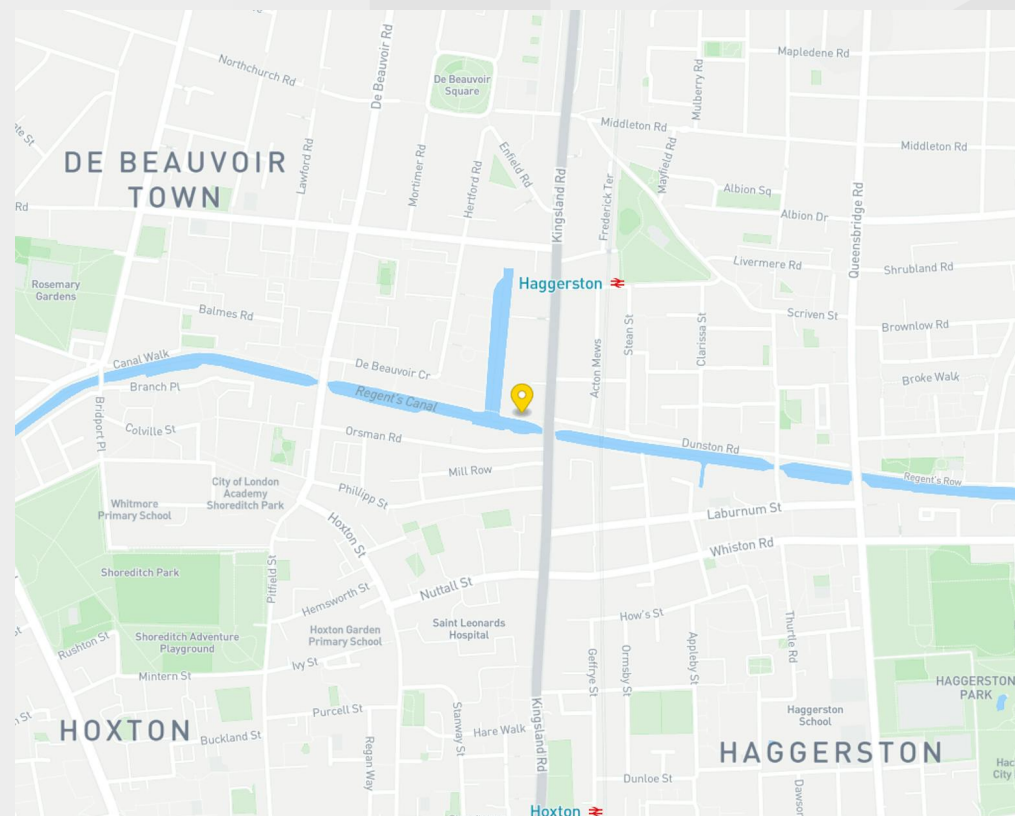 Northchurch Rd
De Beauvoir Rd
De Beauvoir
Square
Mapledene Rd
Mulberry Rd
Middleton Rd
Middleton Rd
DE BEAUVOIR
TOWN
Lawford Rd
Mortimer Rd
Hertford Rd
Enfield Rd
Kingsland Rd
Frederick Ter
Mayfield Rd
Albion Sq
Albion Dr
Queensbridge Rd
Rd
Livermere Rd
Shrubland Rd
Rosemary
Gardens
Haggerston
Balmes Rd
Scriven St
Brownlow Rd
Stean St
Clarissa St
Canal Walk
De Beauvoir Cr
Acton Mews
Broke Walk
Branch Pl
Regent's Canal
Bridport Pl
Colville St
Orsman Rd
Dunston Rd
Mill Row
Regent's Row
City of London
Academy
Shoreditch Park
Phillipp St
Whitmore
Primary School
Laburnum St
Hoxton St
Whiston Rd
Shoreditch Park
Pitfield St
Nuttall St
Hemsworth St
How's St
Saint Leonards
Hospital
Hoxton Garden
Primary School
Shoreditch Adventure
Playground
Rushton St
Thurtle Rd
Ivy St
Mintern St
Geffrye St
Ormsby St
Appleby St
HAGGERSTON
PARK
Purcell St
Haggerston
School
HOXTON
Buckland St
Stanway St
Hare Walk
Kingsland Rd
HAGGERSTON
Regan Way
Dunloe St
Hoxton